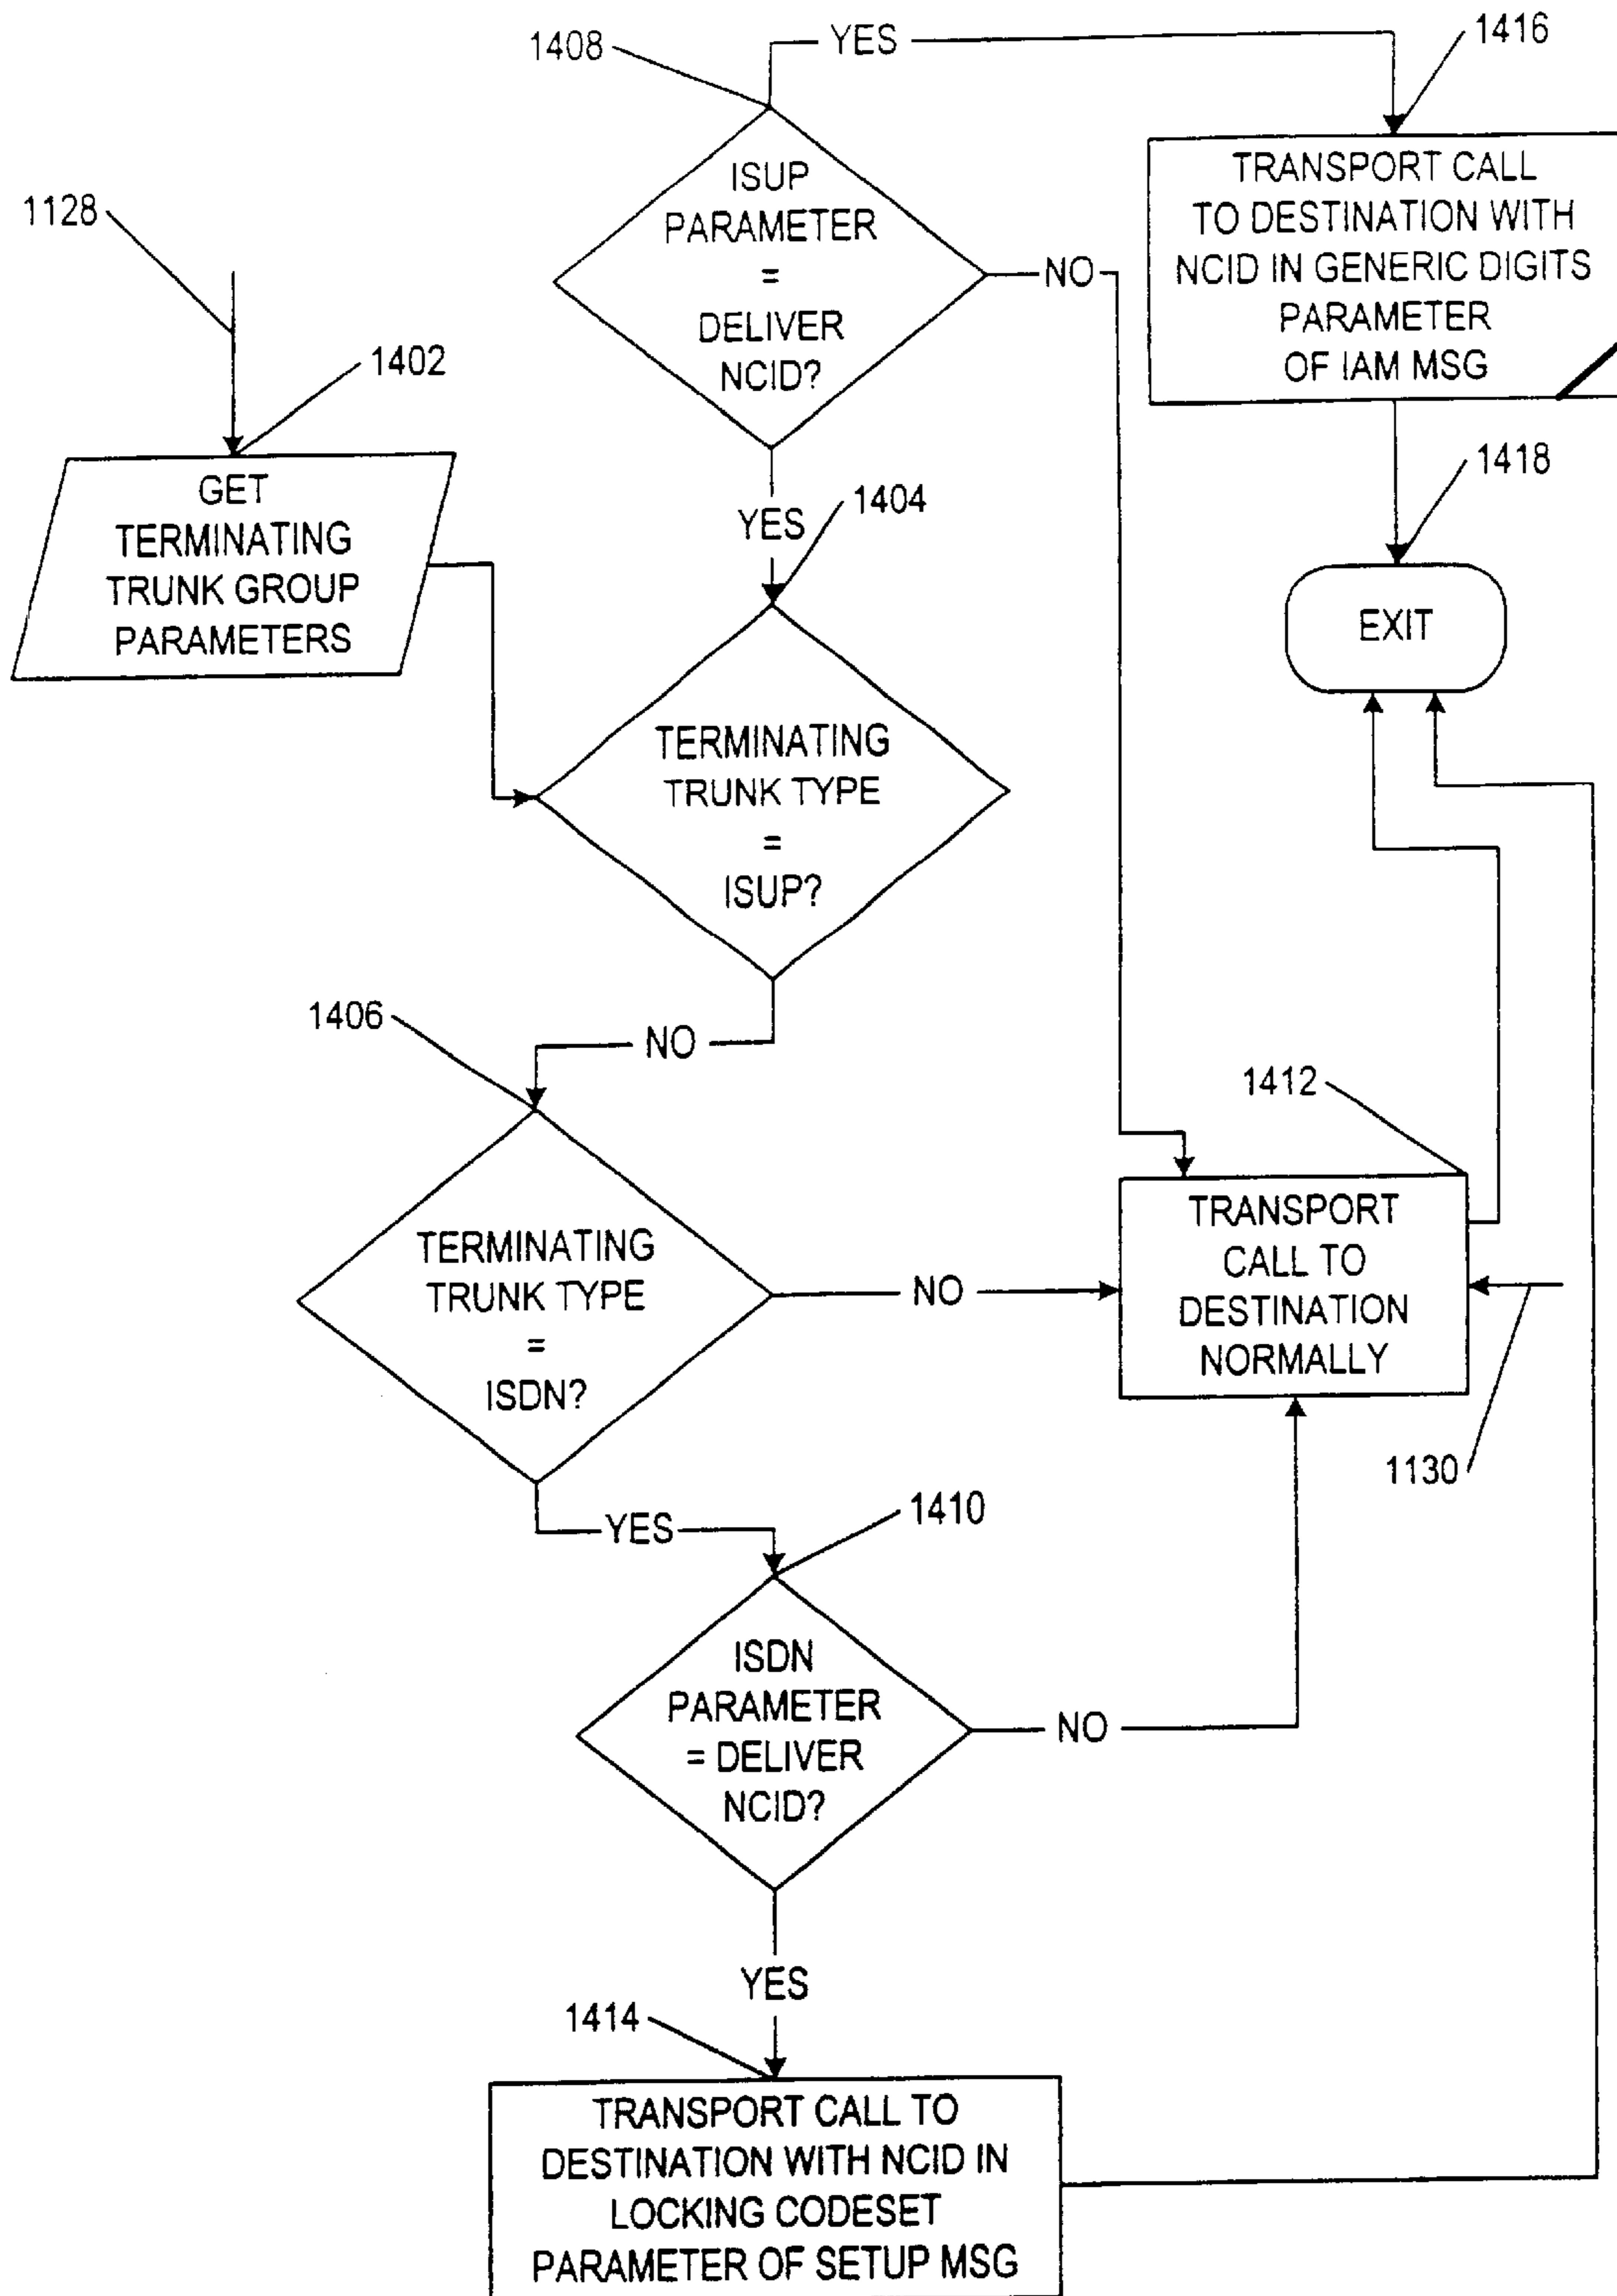 1408
YES
1416
ISUP
PARAMETER
=
DELIVER
NCID?
NO
TRANSPORT CALL
TO DESTINATION WITH
NCID IN GENERIC DIGITS
PARAMETER
OF IAM MSG
1128
1402
GET
TERMINATING
TRUNK GROUP
PARAMETERS
YES
1404
1418
EXIT
TERMINATING
TRUNK TYPE
=
ISUP?
1406
NO
1412
TERMINATING
TRUNK TYPE
=
ISDN?
NO
TRANSPORT
CALL TO
DESTINATION
NORMALLY
1130
YES
1410
ISDN
PARAMETER
= DELIVER
NCID?
NO
YES
1414
TRANSPORT CALL TO
DESTINATION WITH NCID IN
LOCKING CODESET
PARAMETER OF SETUP MSG